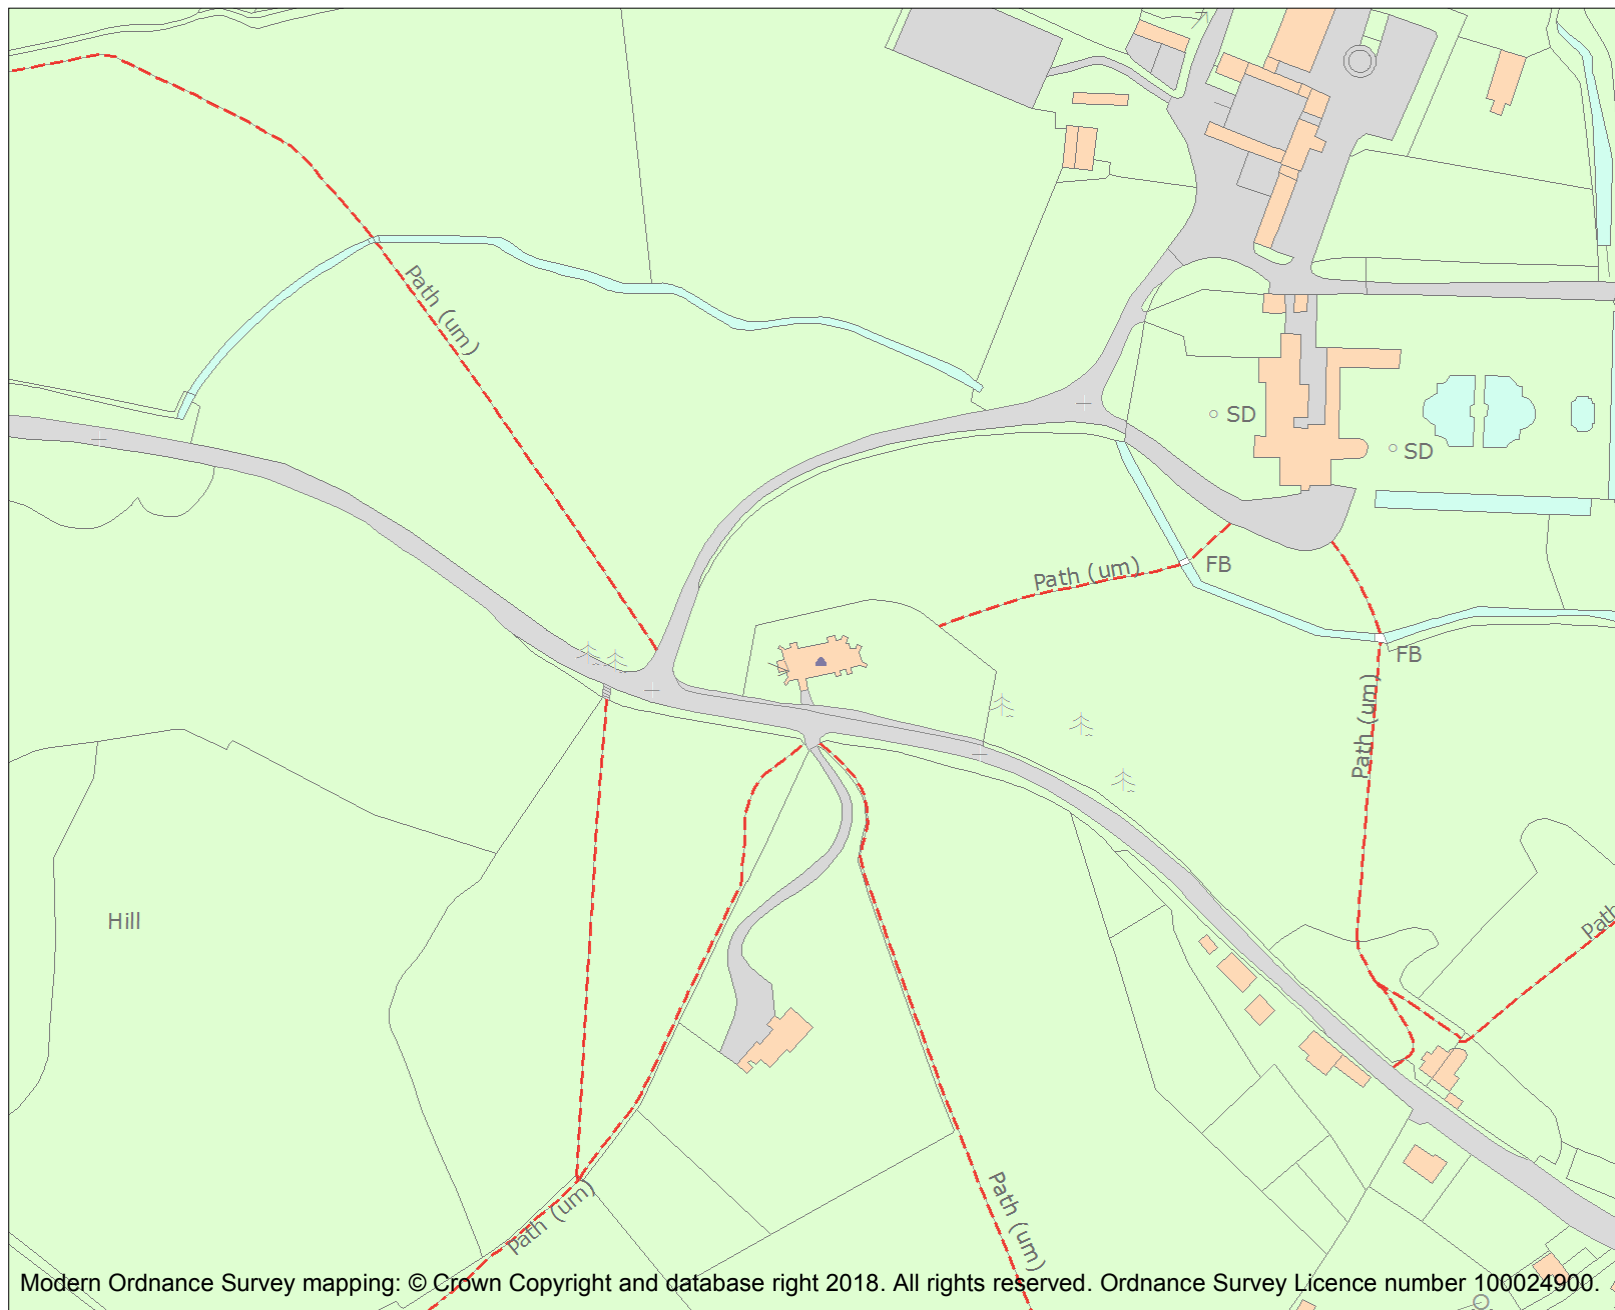 Path (um)
SD
SD
Path (um)
FB
FB
Path (um)
Hill
Path
Path (um)
Path (um)
Modern Ordnance Survey mapping: © Crown Copyright and database right 2018. All rights reserved. Ordnance Survey Licence number 100024900.